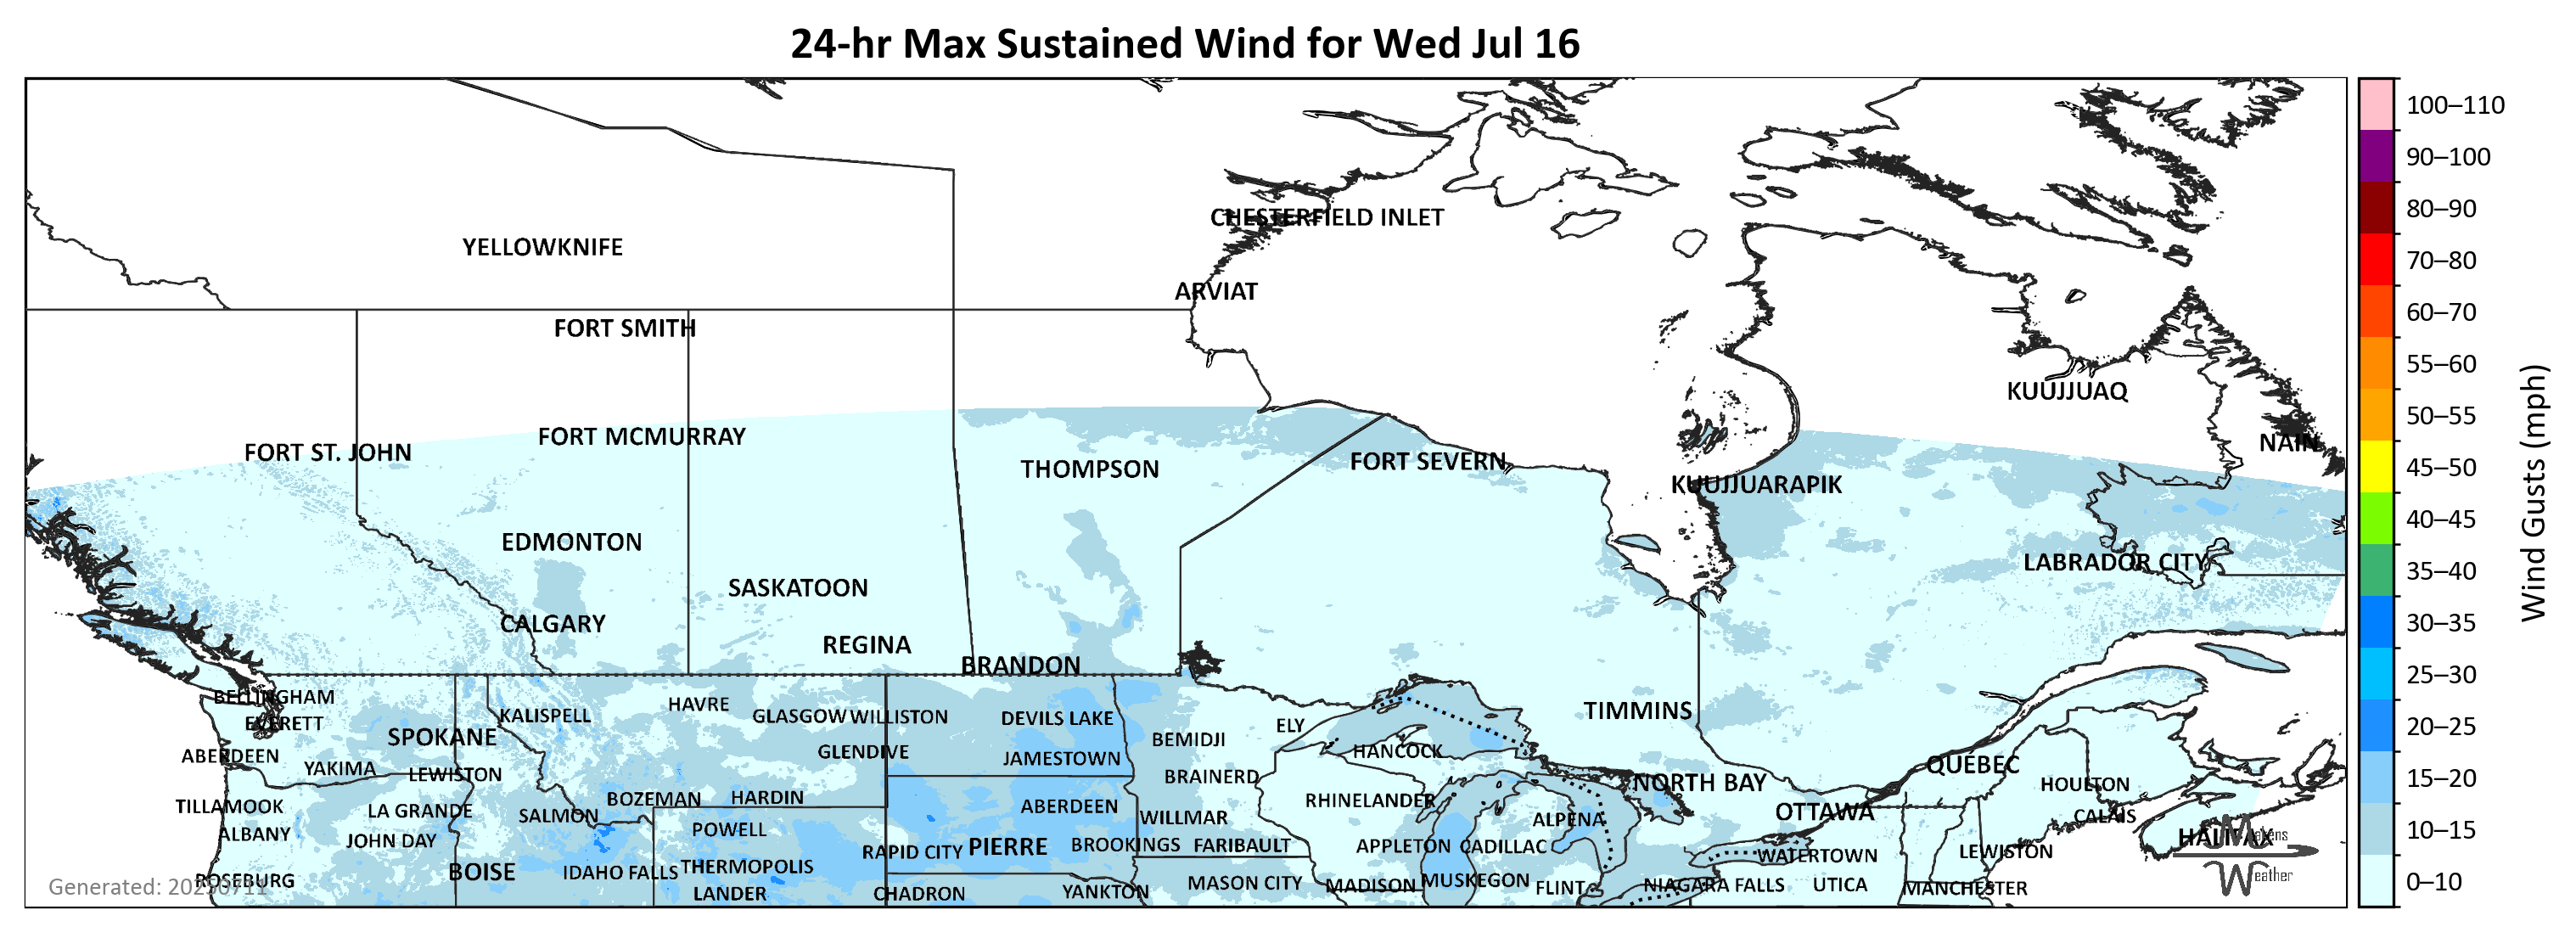 24-hr Max Sustained Wind for Wed Jul 16
100–110
90–100
80–90
70–80
60–70
55–60
50–55
45–50
40–45
35–40
30–35
25–30
20–25
15–20
10–15
0–10
Wind Gusts (mph)
CHESTERFIELD INLET
YELLOWKNIFE
ARVIAT
FORT SMITH
KUUJJUAQ
FORT MCMURRAY
NAIN
FORT ST. JOHN
FORT SEVERN
THOMPSON
KUUJJUARAPIK
EDMONTON
LABRADOR CITY
SASKATOON
CALGARY
REGINA
BRANDON
BELLINGHAM
HAVRE
TIMMINS
KALISPELL
GLASGOW WILLISTON
DEVILS LAKE
EVERETT
ELY
SPOKANE
BEMIDJI
HANCOCK
GLENDIVE
ABERDEEN
JAMESTOWN
QUÉBEC
YAKIMA
LEWISTON
BRAINERD
NORTH BAY
HOULTON
BOZEMAN
HARDIN
RHINELANDER
TILLAMOOK
LA GRANDE
ABERDEEN
OTTAWA
SALMON
WILLMAR
CALAIS
ALPENA
POWELL
ALBANY
HALIFAX
Makens
JOHN DAY
BROOKINGS
FARIBAULT
APPLETON
CADILLAC
PIERRE
RAPID CITY
LEWISTON
WATERTOWN
THERMOPOLIS
BOISE
IDAHO FALLS
Weather
ROSEBURG
MUSKEGON
MASON CITY
MADISON
NIAGARA FALLS
UTICA
FLINT
Generated: 20250711
MANCHESTER
LANDER
CHADRON
YANKTON